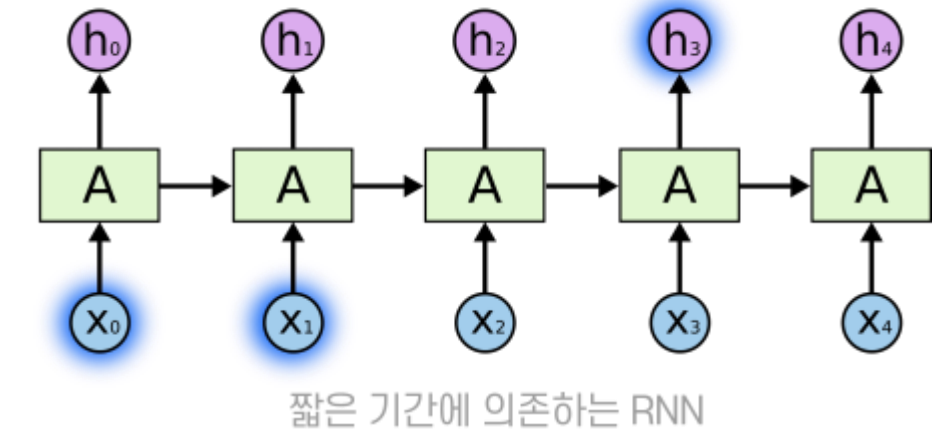 h₀ h₁ h₂ h₃ h₄
A A A A A
x₀ x₁ x₂ x₃ x₄
짧은 기간에 의존하는 RNN